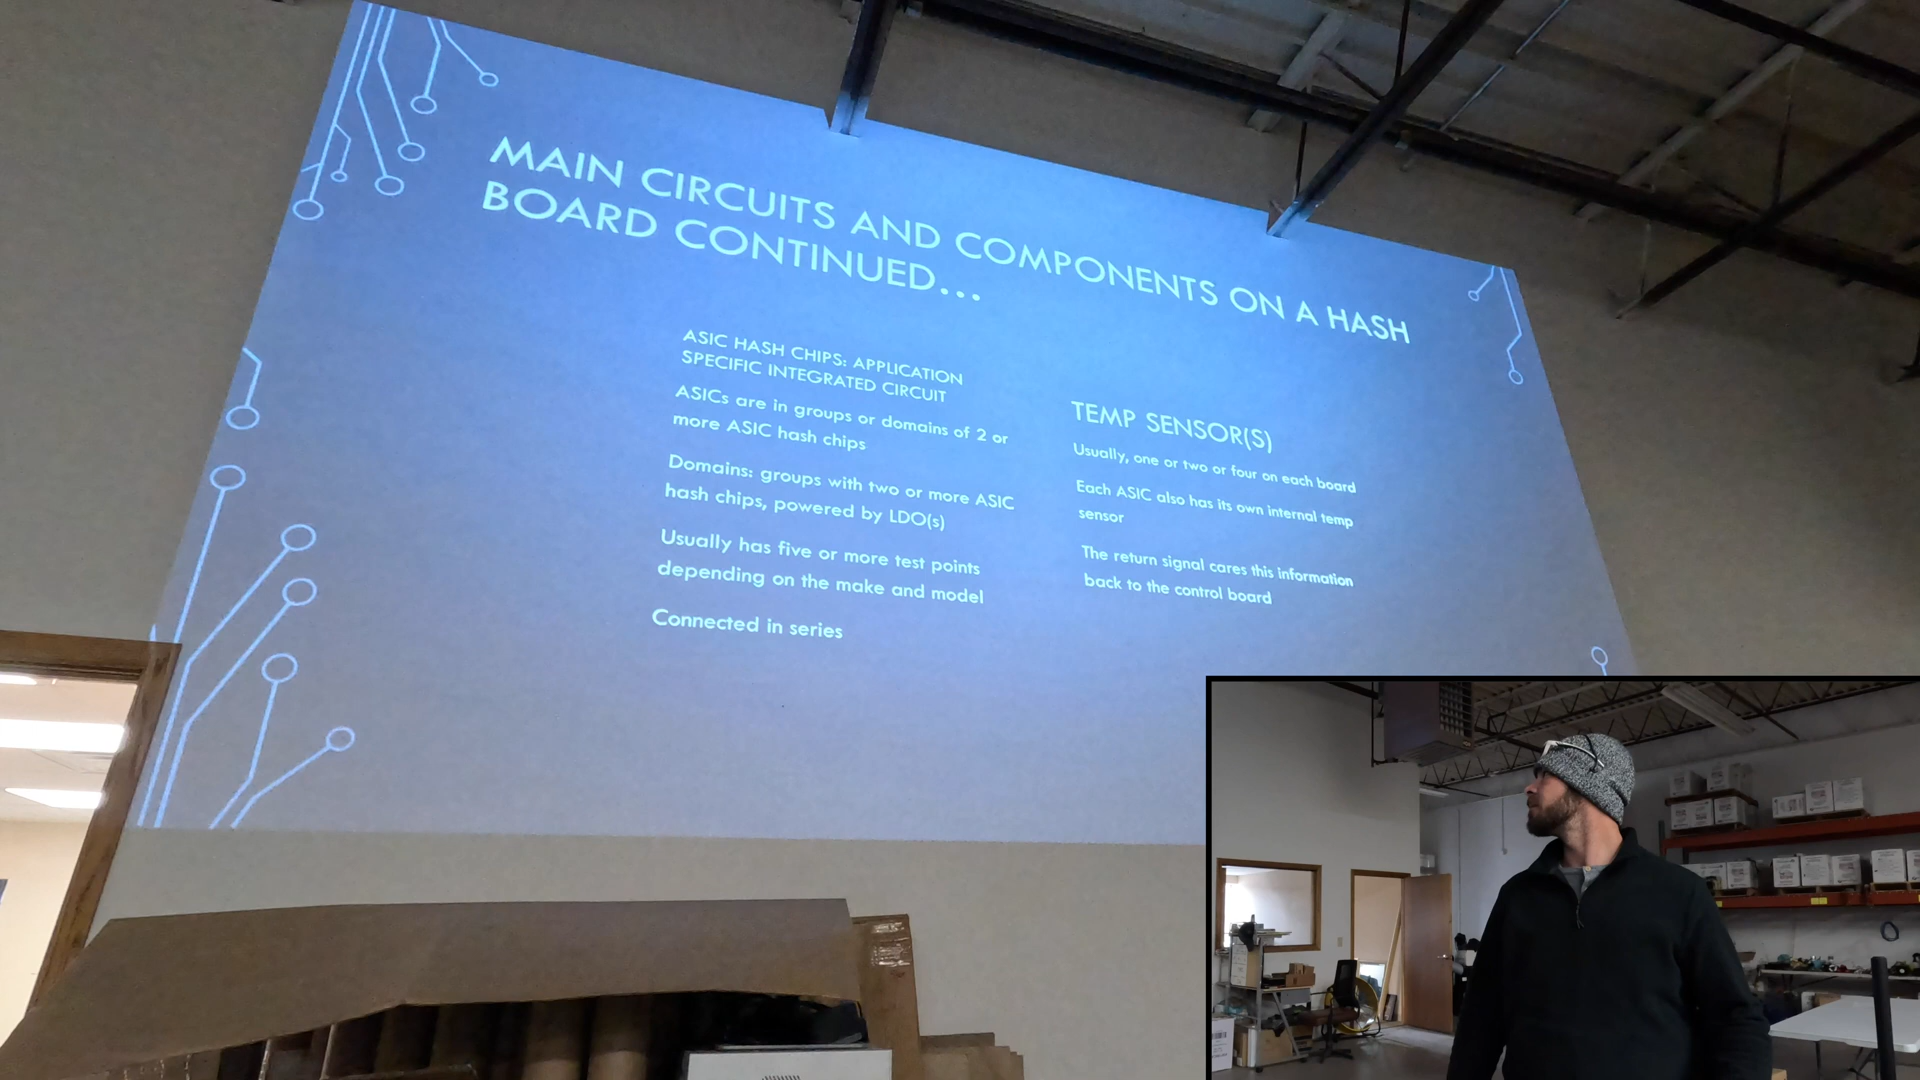 MAIN CIRCUITS AND COMPONENTS ON A HASH
BOARD CONTINUED...
ASIC HASH CHIPS: APPLICATION
SPECIFIC INTEGRATED CIRCUIT
ASICs are in groups or domains of 2 or
more ASIC hash chips
Domains: groups with two or more ASIC
hash chips, powered by LDO(s)
Usually has five or more test points
depending on the make and model
Connected in series
TEMP SENSOR(S)
Usually, one or two or four on each board
Each ASIC also has its own internal temp
sensor
The return signal cares this information
back to the control board